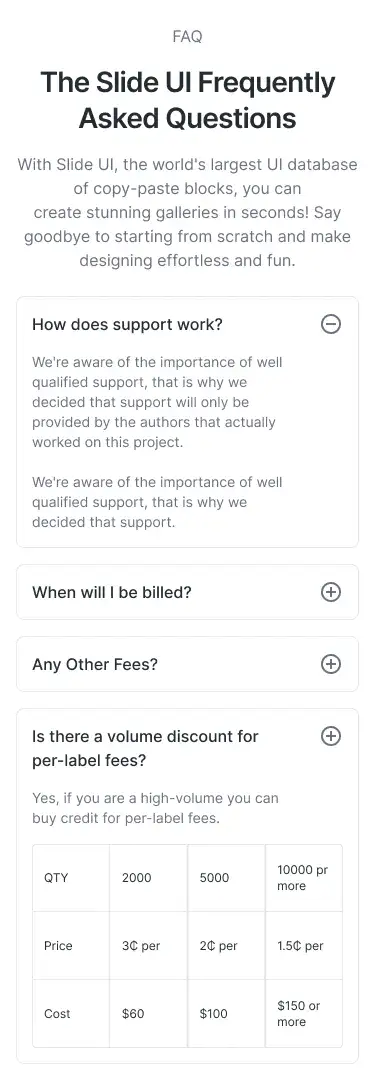 FAQ
The Slide UI Frequently
Asked Questions
With Slide UI, the world's largest UI database
of copy-paste blocks, you can
create stunning galleries in seconds! Say
goodbye to starting from scratch and make
designing effortless and fun.
How does support work?
We're aware of the importance of well
qualified support, that is why we
decided that support will only be
provided by the authors that actually
worked on this project.
We're aware of the importance of well
qualified support, that is why we
decided that support.
When will I be billed?
Any Other Fees?
Is there a volume discount for
per-label fees?
Yes, if you are a high-volume you can
buy credit for per-label fees.
QTY 2000 5000 10000 pr
more
Price 3₵ per 2₵ per 1.5₵ per
Cost $60 $100 $150 or
more